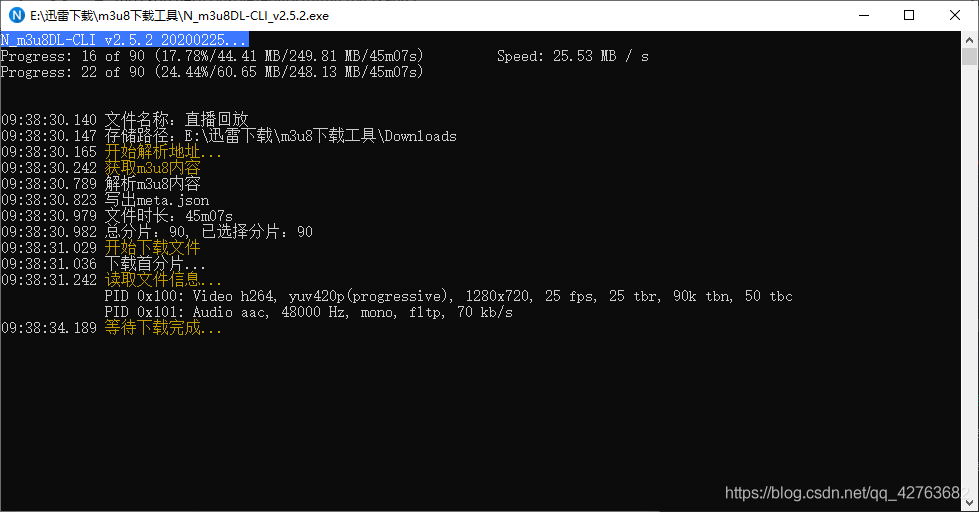 E:\迅雷下载\m3u8下载工具\N_m3u8DL-CLI_v2.5.2.exe
N_m3u8DL-CLI v2.5.2 20200225...
Progress: 16 of 90 (17.78%/44.41 MB/249.81 MB/45m07s) Speed: 25.53 MB / s
Progress: 22 of 90 (24.44%/60.65 MB/248.13 MB/45m07s)
09:38:30.140 文件名称：直播回放
09:38:30.147 存储路径：E:\迅雷下载\m3u8下载工具\Downloads
09:38:30.165 开始解析地址...
09:38:30.242 获取m3u8内容
09:38:30.789 解析m3u8内容
09:38:30.823 写出meta.json
09:38:30.979 文件时长：45m07s
09:38:30.982 总分片：90, 已选择分片：90
09:38:31.029 开始下载文件
09:38:31.036 下载首分片...
09:38:31.242 读取文件信息...
PID 0x100: Video h264, yuv420p(progressive), 1280x720, 25 fps, 25 tbr, 90k tbn, 50 tbc
PID 0x101: Audio aac, 48000 Hz, mono, fltp, 70 kb/s
09:38:34.189 等待下载完成...
https://blog.csdn.net/qq_42763682